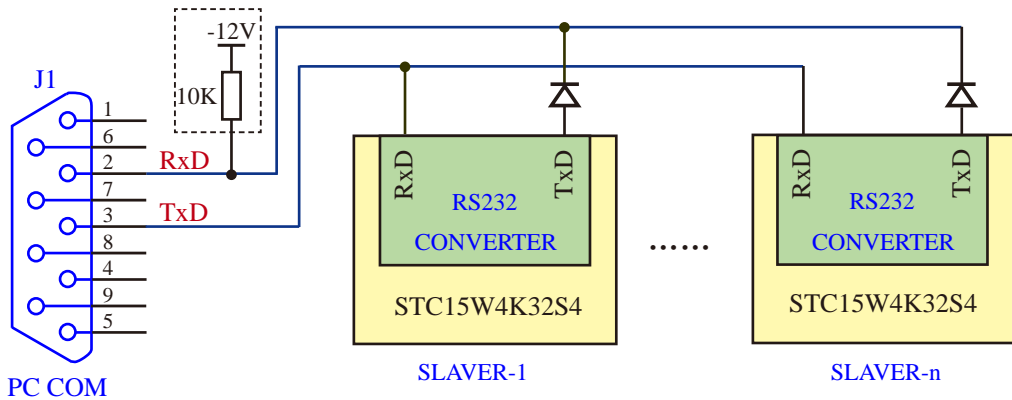 -12V
J1
10K
1
6
2
RxD
7
3
TxD
8
4
9
5
PC COM
RxD
TxD
RS232
CONVERTER
STC15W4K32S4
SLAVER-1
......
RxD
TxD
RS232
CONVERTER
STC15W4K32S4
SLAVER-n